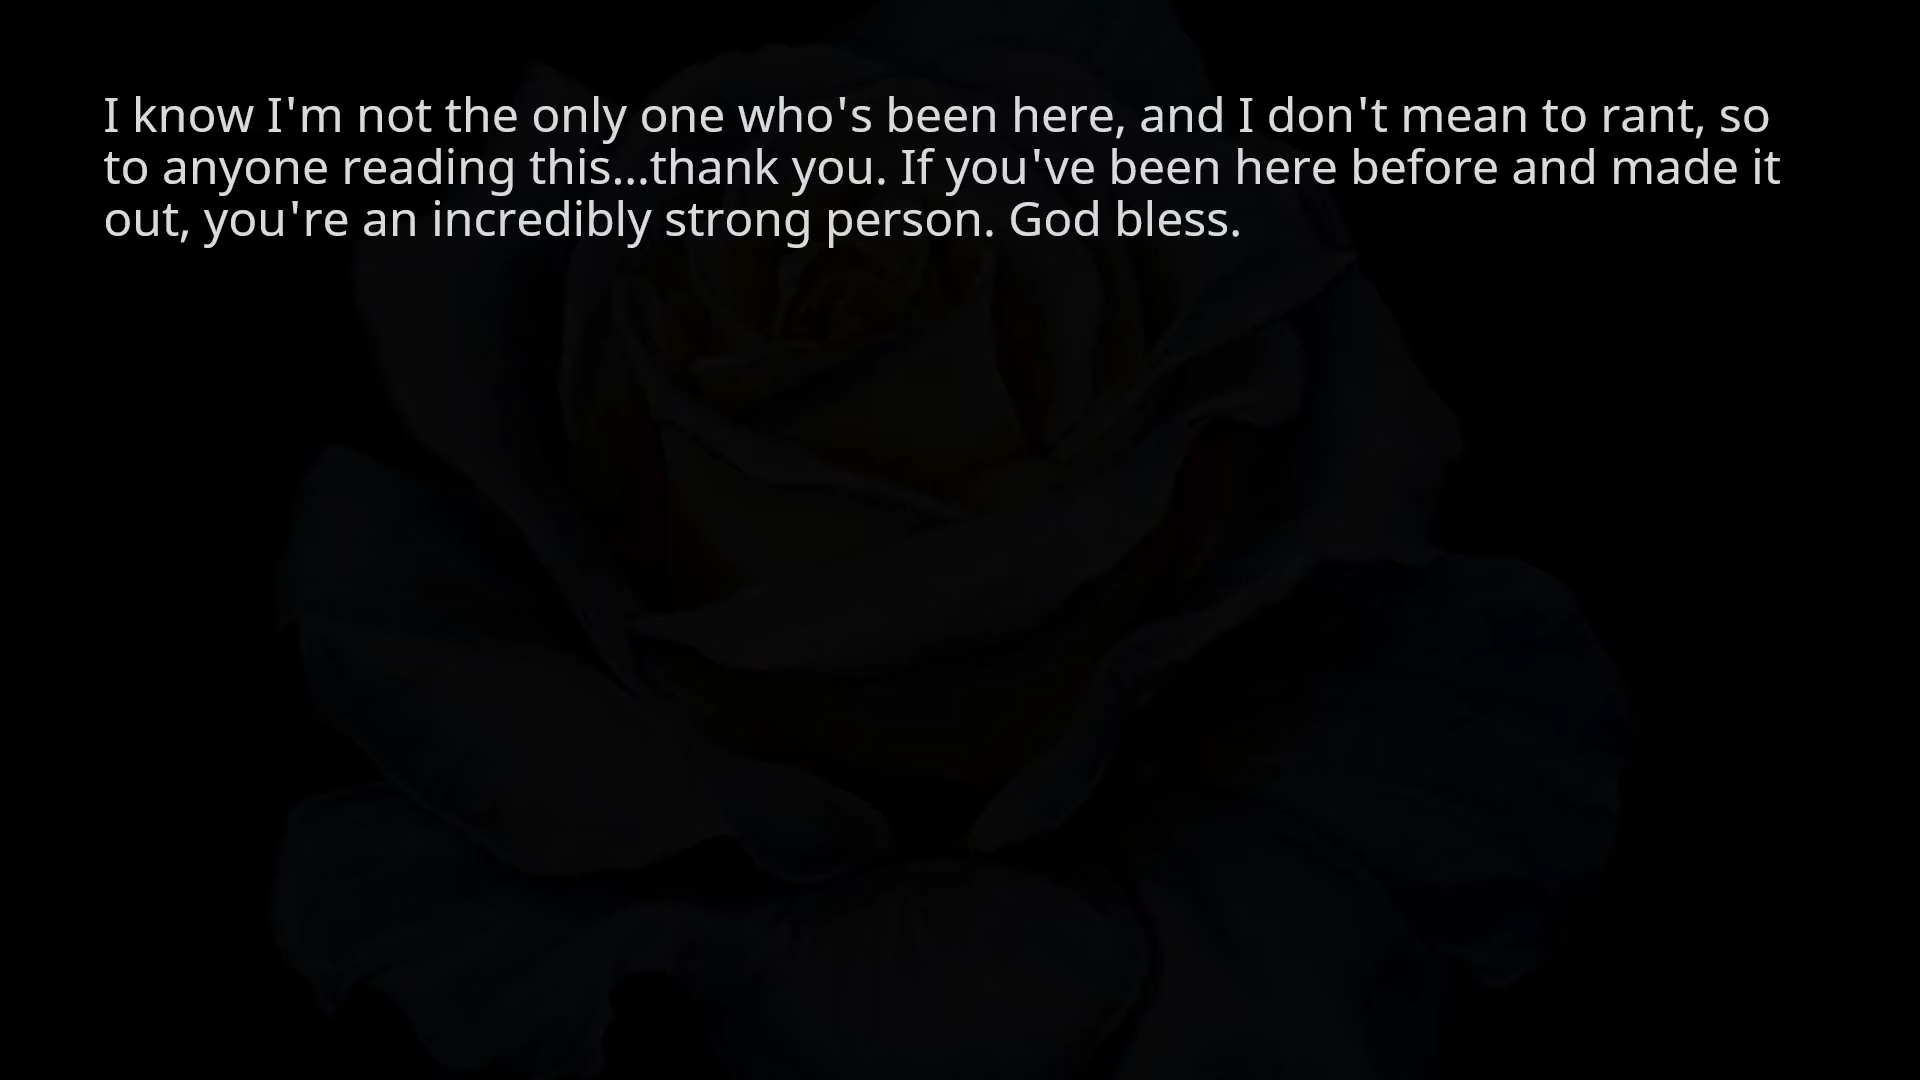 I know I'm not the only one who's been here, and I don't mean to rant, so
to anyone reading this...thank you. If you've been here before and made it
out, you're an incredibly strong person. God bless.